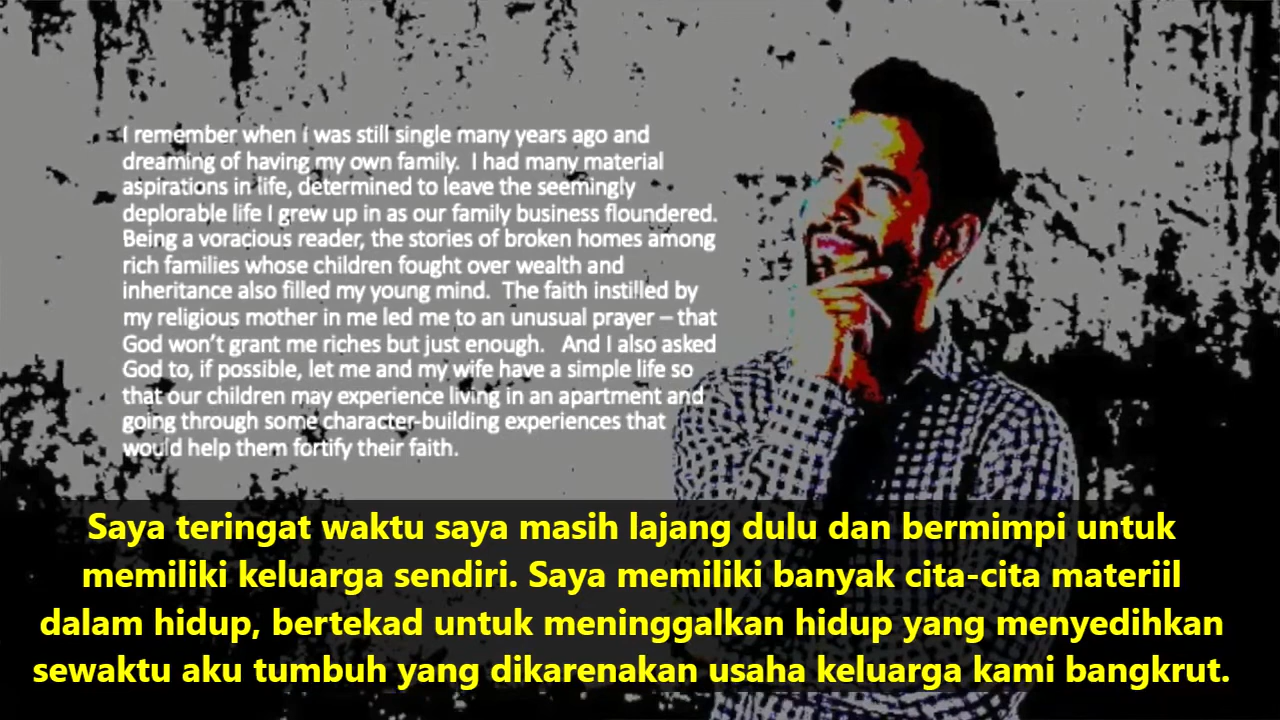 I remember when i was still single many years ago and
dreaming of having my own family.  I had many material
aspirations in life, determined to leave the seemingly
deplorable life I grew up in as our family business floundered.
Being a voracious reader, the stories of broken homes among
rich families whose children fought over wealth and
inheritance also filled my young mind.  The faith instilled by
my religious mother in me led me to an unusual prayer – that
God won't grant me riches but just enough.   And I also asked
God to, if possible, let me and my wife have a simple life so
that our children may experience living in an apartment and
going through some character-building experiences that
would help them fortify their faith.
Saya teringat waktu saya masih lajang dulu dan bermimpi untuk
memiliki keluarga sendiri. Saya memiliki banyak cita-cita materiil
dalam hidup, bertekad untuk meninggalkan hidup yang menyedihkan
sewaktu aku tumbuh yang dikarenakan usaha keluarga kami bangkrut.